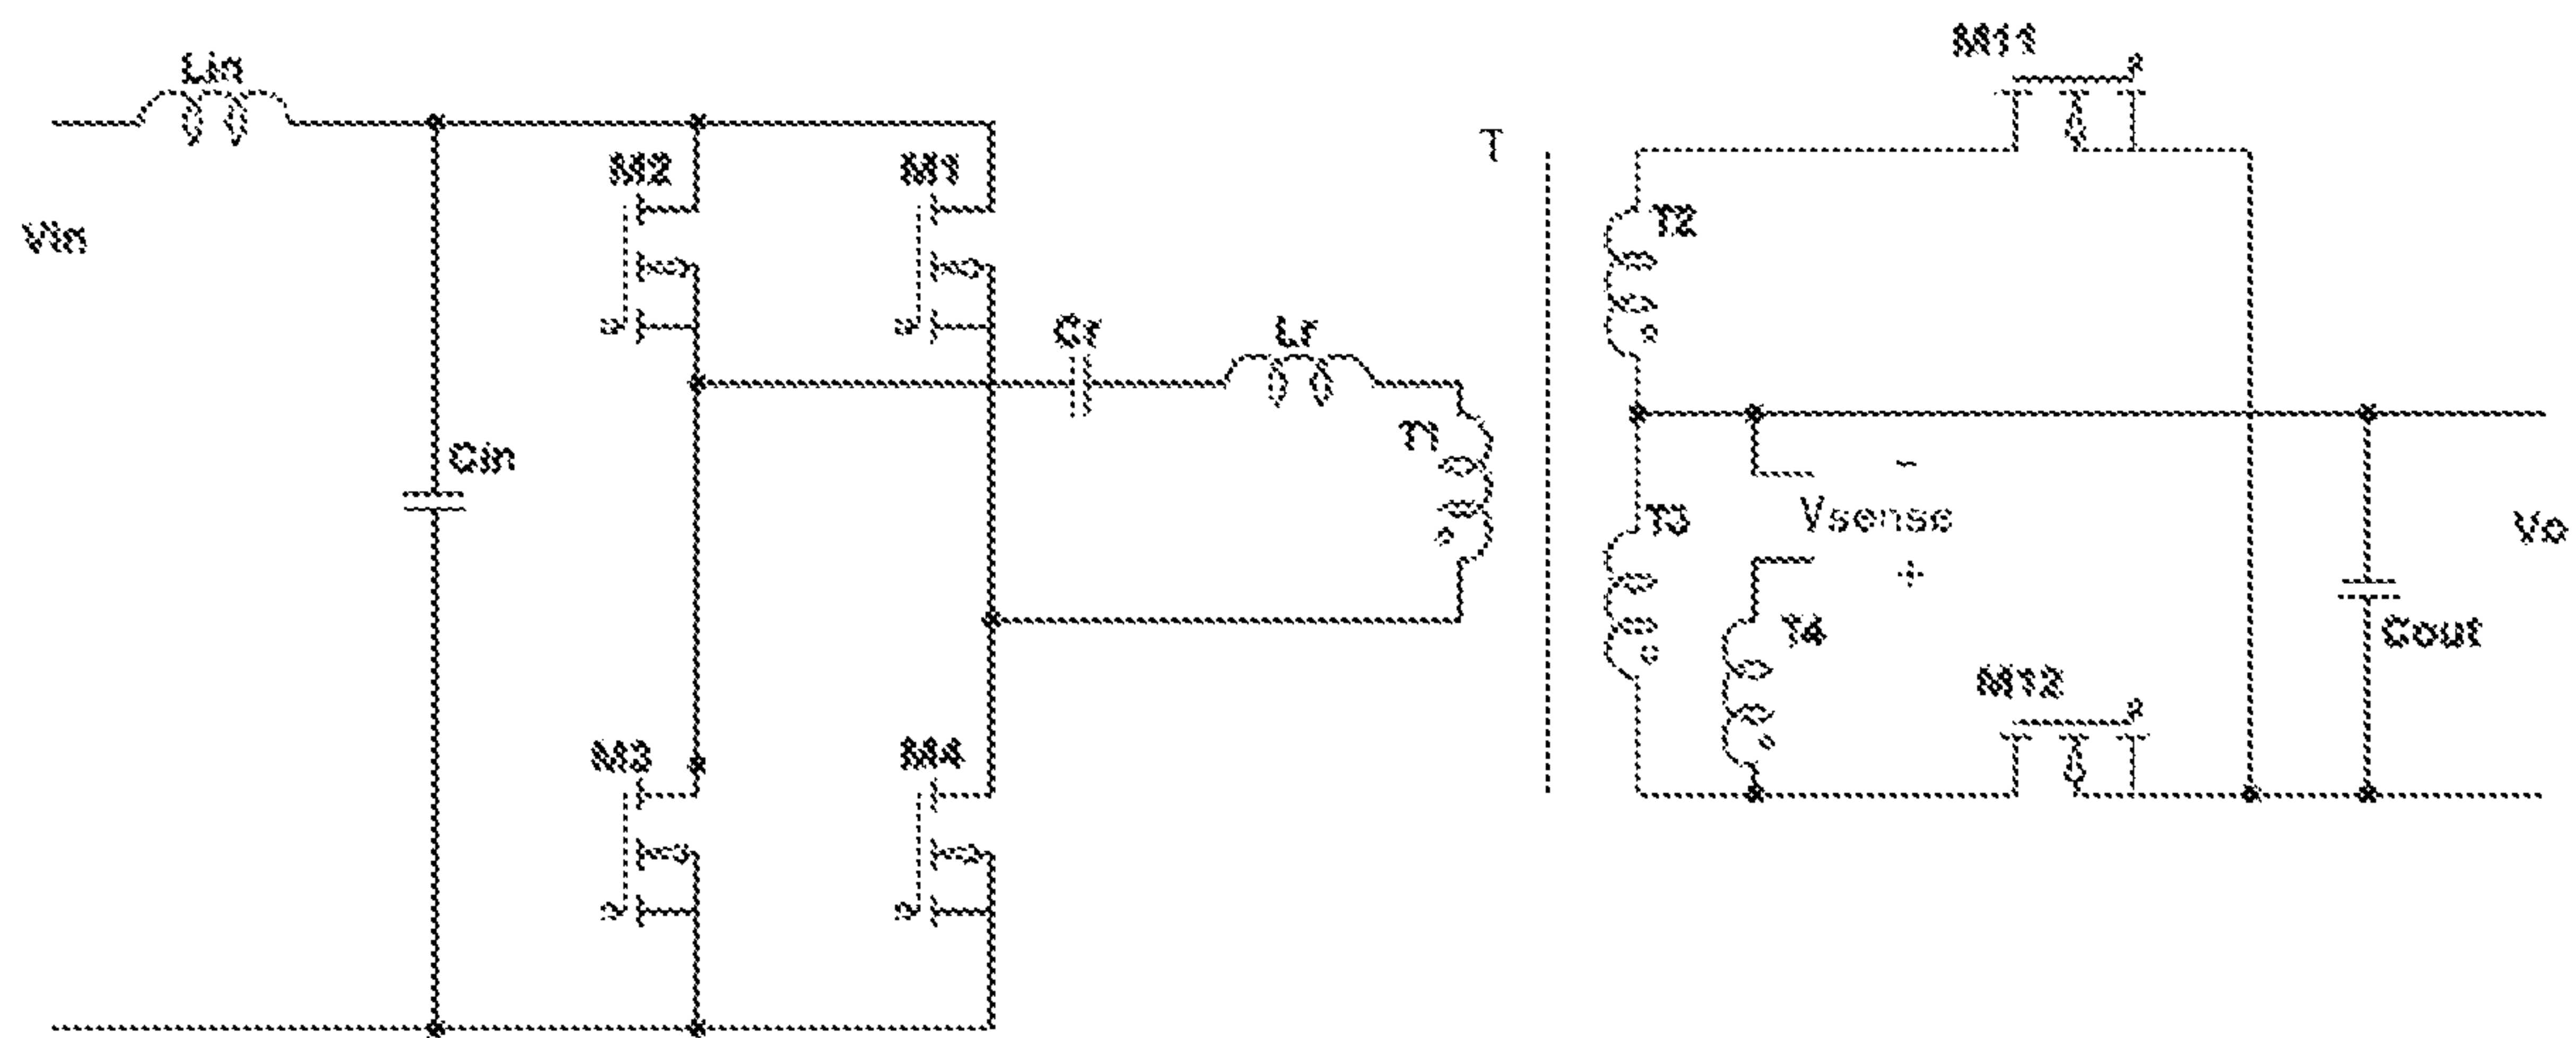 Lin
M11
M2
M1
T
T2
Vin
Cr
Lr
T1
Cin
T3
Vsense
-
+
Vo
T4
Cout
M12
M3
M4